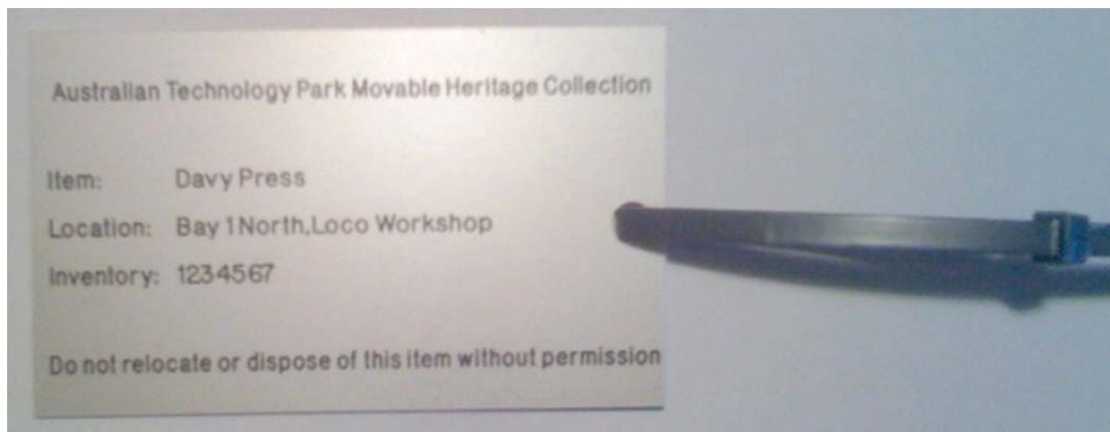 Australian Technology Park Movable Heritage Collection
Item: Davy Press
Location: Bay 1 North, Loco Workshop
Inventory: 1234567
Do not relocate or dispose of this item without permission